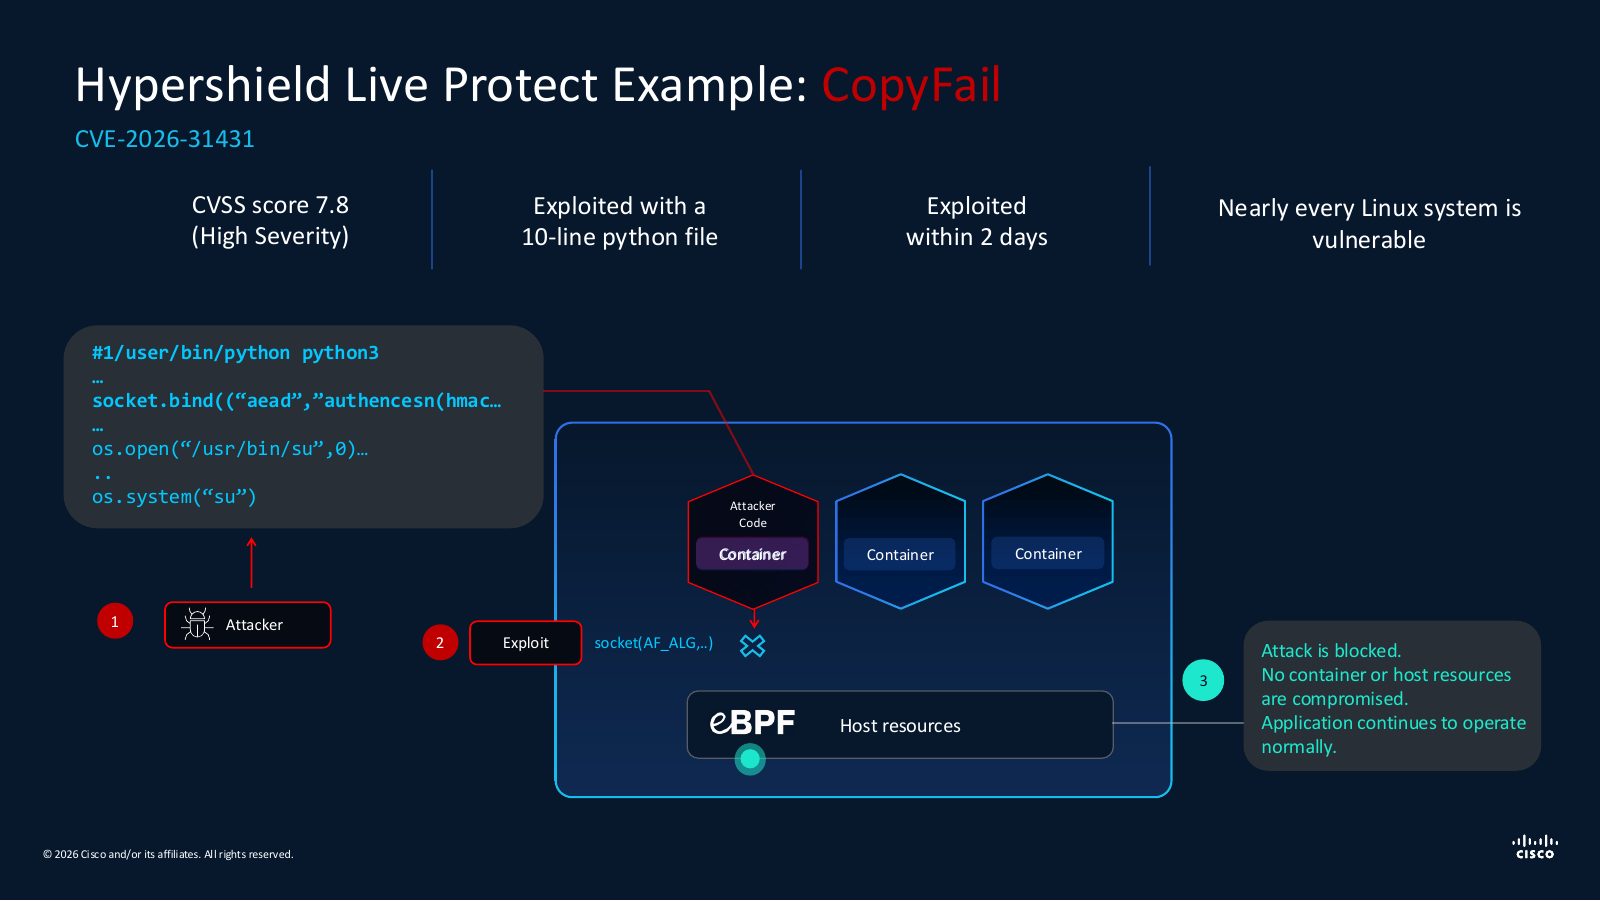 Hypershield Live Protect Example: CopyFail
CVE-2026-31431
CVSS score 7.8
(High Severity)
Exploited with a
10-line python file
Exploited
within 2 days
Nearly every Linux system is
vulnerable
#1/user/bin/python python3
…
socket.bind((“aead”,”authencesn(hmac…
…
os.open(“/usr/bin/su”,0)…
..
os.system(“su”)
1
Attacker
Attacker
Code
Container
Container
Container
2
Exploit
socket(AF_ALG,..)
eBPF
Host resources
3
Attack is blocked.
No container or host resources
are compromised.
Application continues to operate
normally.
© 2026 Cisco and/or its affiliates. All rights reserved.
CISCO